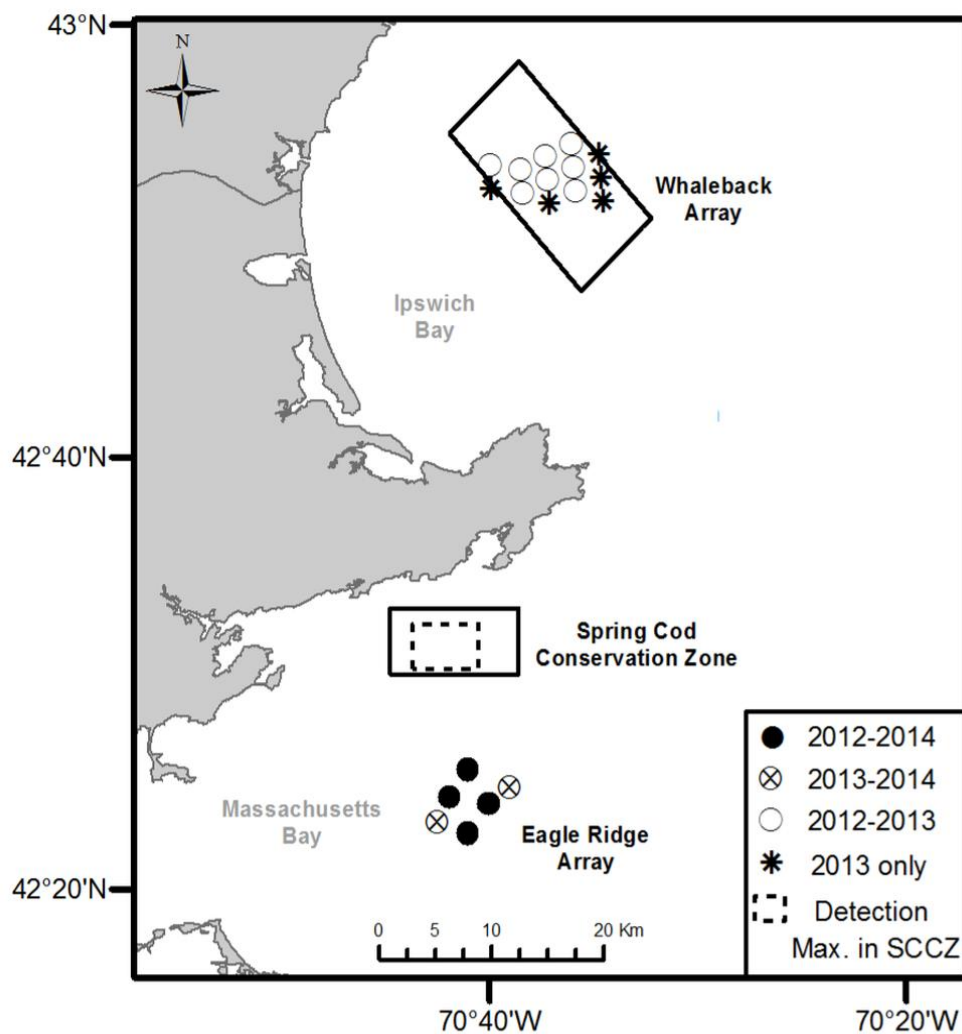 43°N
N
Whaleback
Array
Ipswich
Bay
42°40'N
Spring Cod
Conservation Zone
2012-2014
2013-2014
2012-2013
2013 only
Detection
Max. in SCCZ
Massachusetts
Bay
Eagle Ridge
Array
42°20'N
0 5 10 20 Km
70°40'W
70°20'W